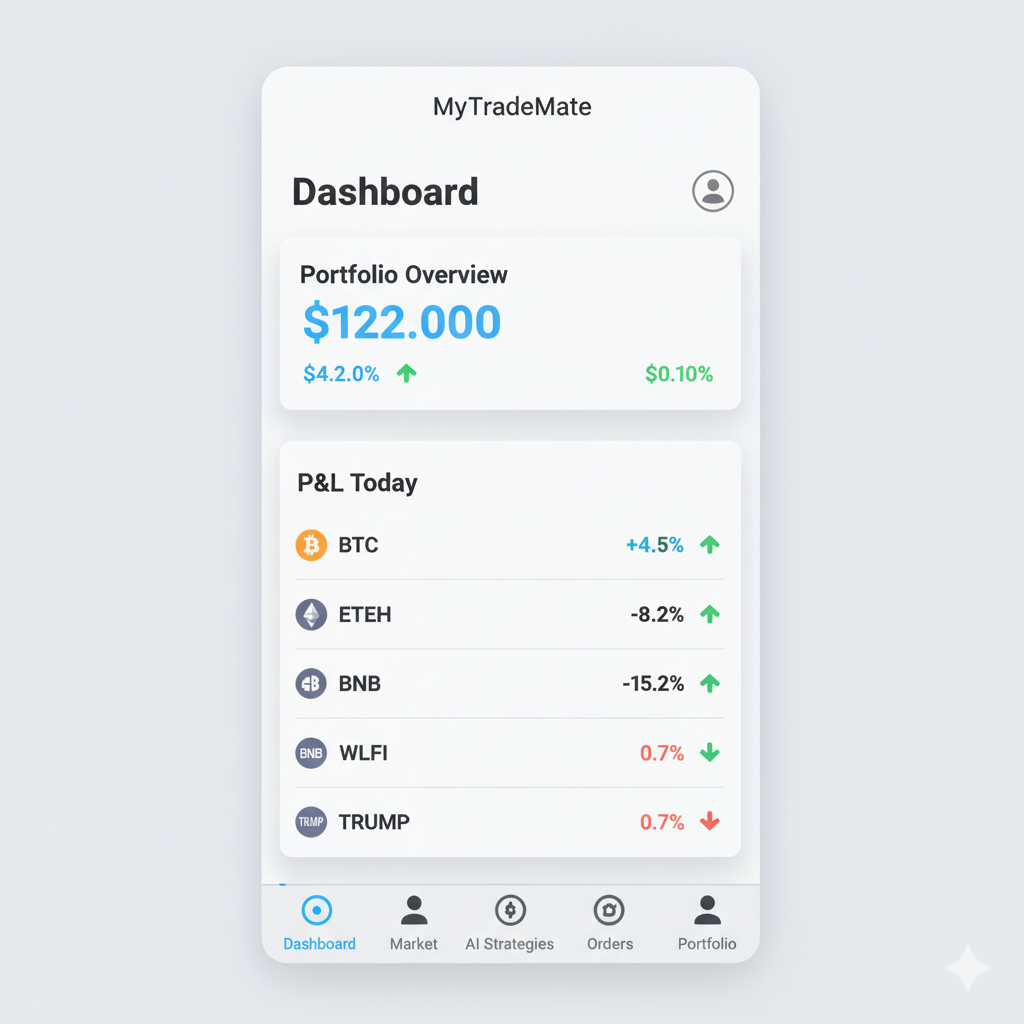 MyTradeMate
Dashboard
Portfolio Overview
$122.000
$4.2.0% $0.10%
P&L Today
BTC +4.5%
ETEH -8.2%
BNB -15.2%
BNB WLFI 0.7%
TRMP TRUMP 0.7%
Dashboard Market AI Strategies Orders Portfolio